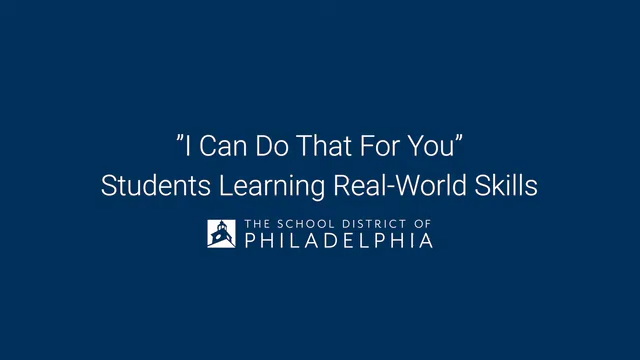 ”I Can Do That For You”
Students Learning Real-World Skills
THE SCHOOL DISTRICT OF
PHILADELPHIA